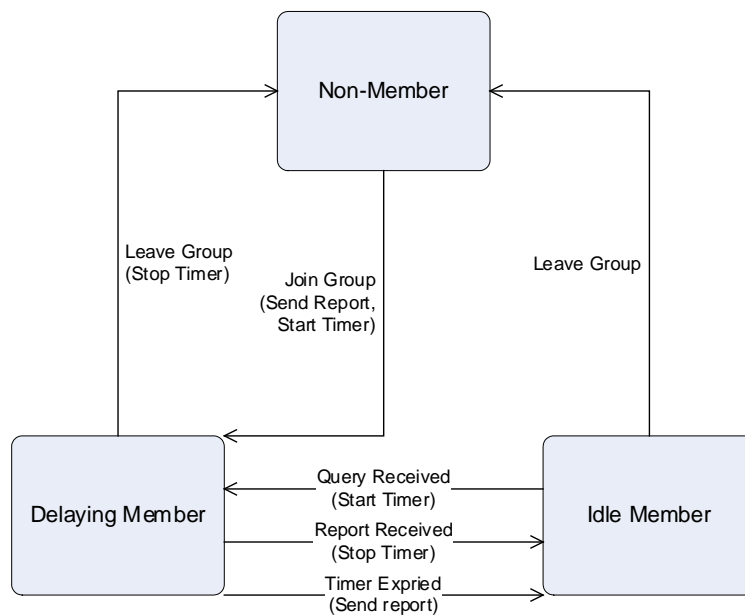 Non-Member
Leave Group
(Stop Timer)
Join Group
(Send Report,
Start Timer)
Leave Group
Delaying Member
Query Received
(Start Timer)
Report Received
(Stop Timer)
Timer Expried
(Send report)
Idle Member